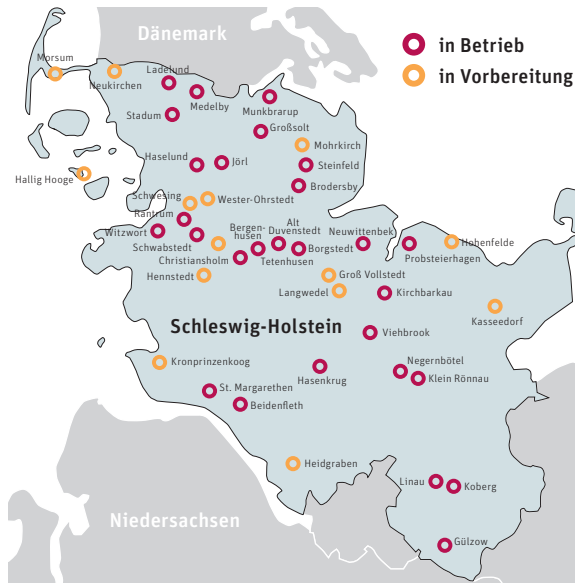 Dänemark
in Betrieb
in Vorbereitung
Morsum
Neukirchen
Ladelund
Medelby
Stadum
Munkbrarup
Großsolt
Mohrkirch
Haselund
Jörl
Steinfeld
Hallig Hooge
Brodersby
Schwesing
Wester-Ohrstedt
Rantrum
Witzwort
Schwabstedt
Bergen-
husen
Alt
Duvenstedt
Neuwittenbek
Hohenfelde
Christiansholm
Tetenhusen
Borgstedt
Probsteierhagen
Hennstedt
Groß Vollstedt
Langwedel
Kirchbarkau
Kasseedorf
Schleswig-Holstein
Viehbrook
Kronprinzenkoog
Hasenkrug
Negernbötel
Klein Rönnau
St. Margarethen
Beidenfleth
Heidgraben
Linau
Koberg
Niedersachsen
Gülzow